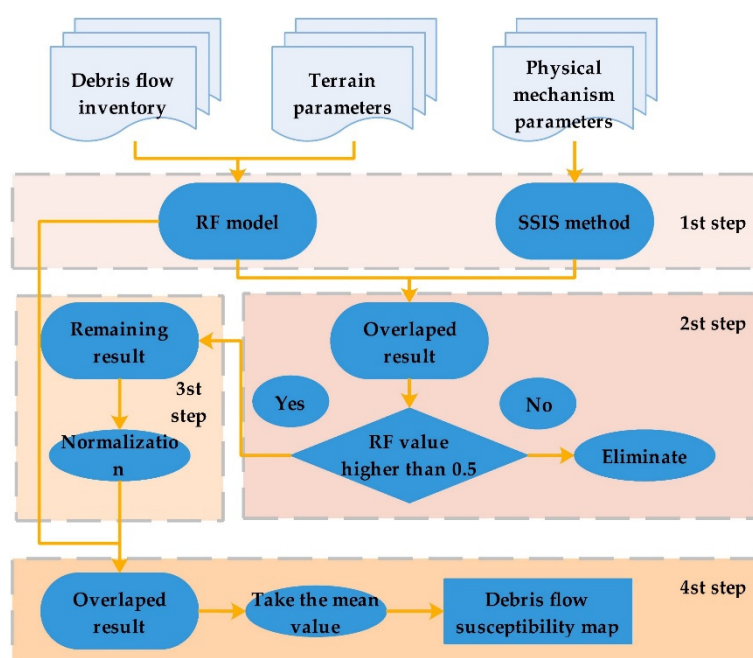 Debris flow
inventory
Terrain
parameters
Physical
mechanism
parameters
RF model
SSIS method
1st step
Remaining
result
3st
step
Normalizatio
n
Overlaped
result
2st step
Yes
No
RF value
higher than 0.5
Eliminate
Overlaped
result
Take the mean
value
Debris flow
susceptibility map
4st step